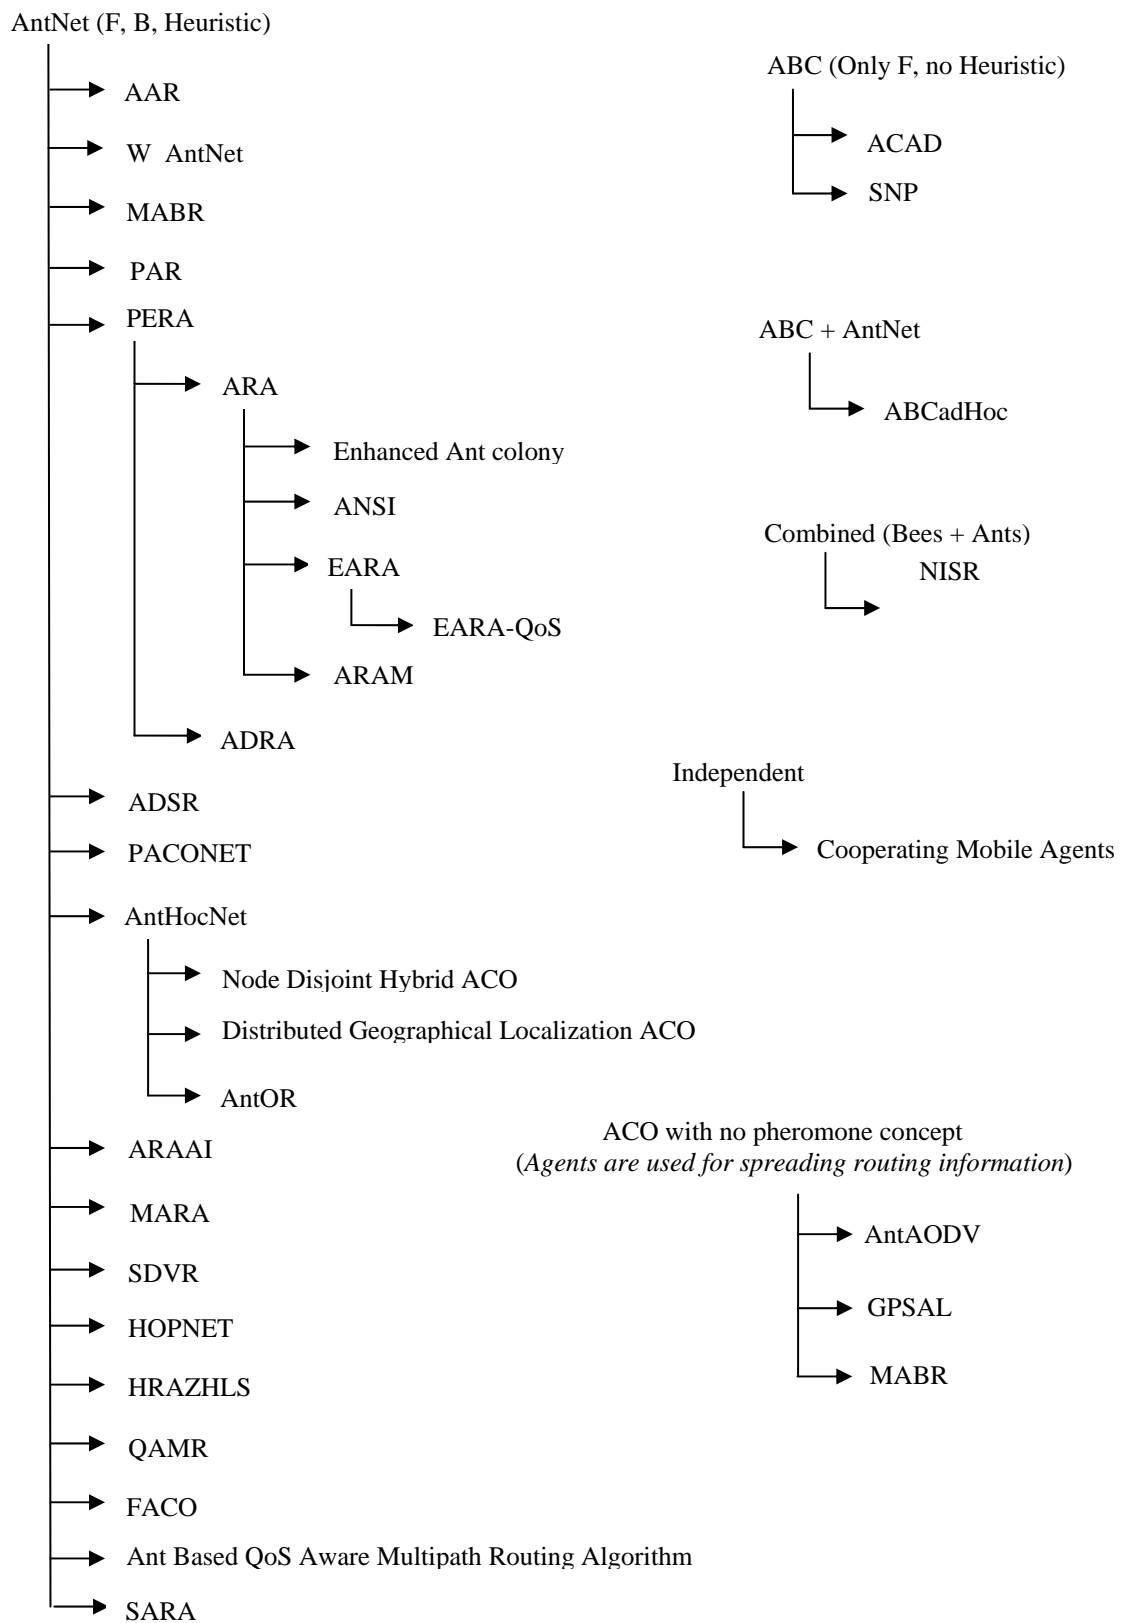 AntNet (F, B, Heuristic)
AAR
W AntNet
MABR
PAR
PERA
ARA
Enhanced Ant colony
ANSI
EARA
EARA-QoS
ARAM
ADRA
ADSR
PACONET
AntHocNet
Node Disjoint Hybrid ACO
Distributed Geographical Localization ACO
AntOR
ARAAI
MARA
SDVR
HOPNET
HRAZHLS
QAMR
FACO
Ant Based QoS Aware Multipath Routing Algorithm
SARA
ABC (Only F, no Heuristic)
ACAD
SNP
ABC + AntNet
ABCadHoc
Combined (Bees + Ants)
NISR
Independent
Cooperating Mobile Agents
ACO with no pheromone concept
(Agents are used for spreading routing information)
AntAODV
GPSAL
MABR